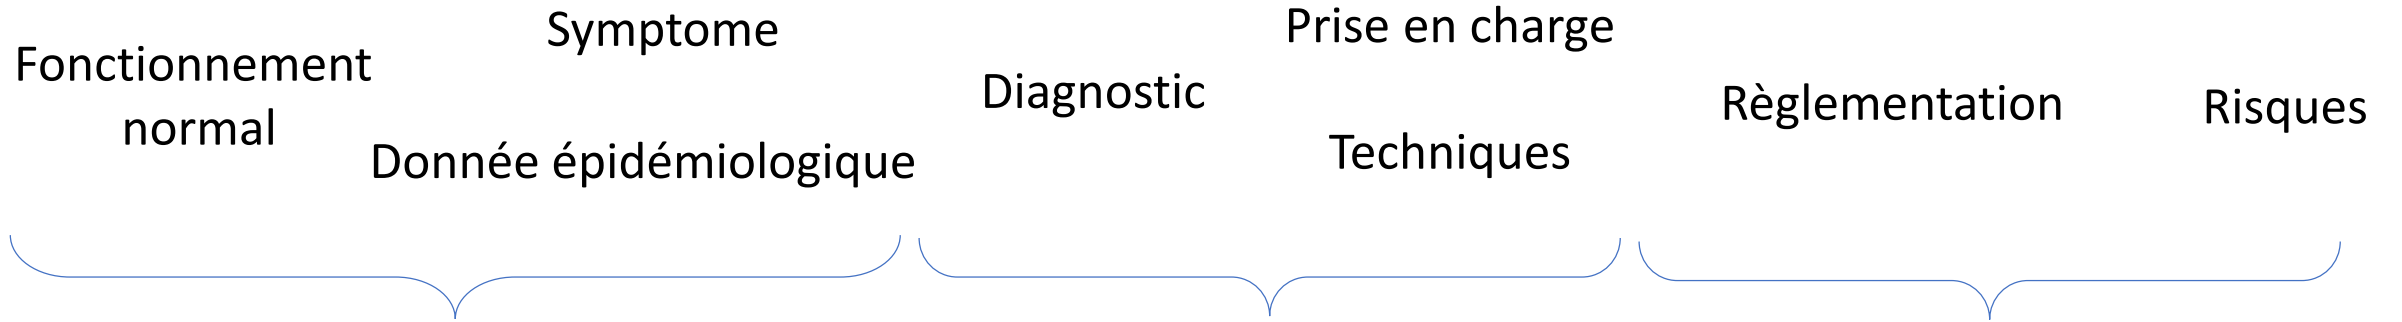 Fonctionnement
normal
Symptome
Donnée épidémiologique
Diagnostic
Prise en charge
Techniques
Règlementation
Risques